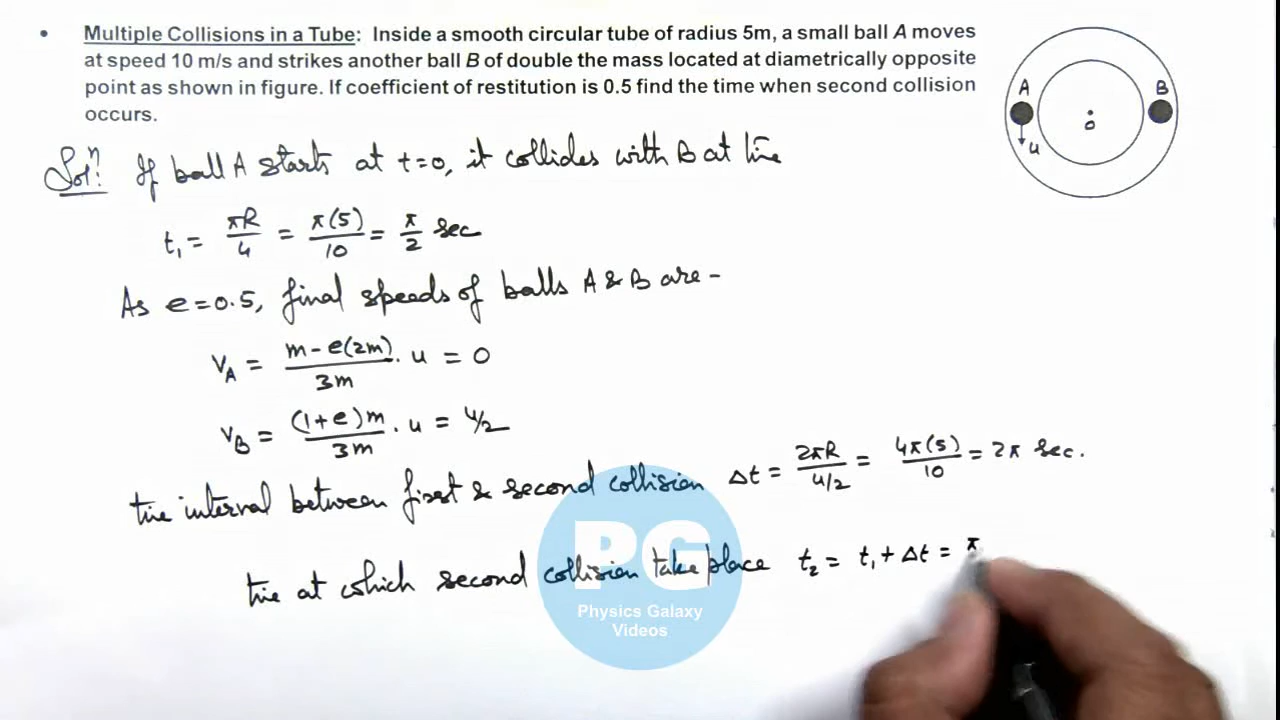 • Multiple Collisions in a Tube: Inside a smooth circular tube of radius 5m, a small ball A moves
at speed 10 m/s and strikes another ball B of double the mass located at diametrically opposite
point as shown in figure. If coefficient of restitution is 0.5 find the time when second collision
occurs.
A
B
O
u
Solⁿ: If ball A starts at t=0, it collides with B at time
t₁ = πR/u = π(5)/10 = π/2 sec
As e=0.5, final speeds of balls A & B are -
v_A = (m - e(2m))/3m . u = 0
v_B = ((1+e)m)/3m . u = u/2
time interval between first & second collision Δt = 2πR/(u/2) = 4π(5)/10 = 2π sec.
time at which second collision take place t₂ = t₁ + Δt = π
PG
Physics Galaxy
Videos